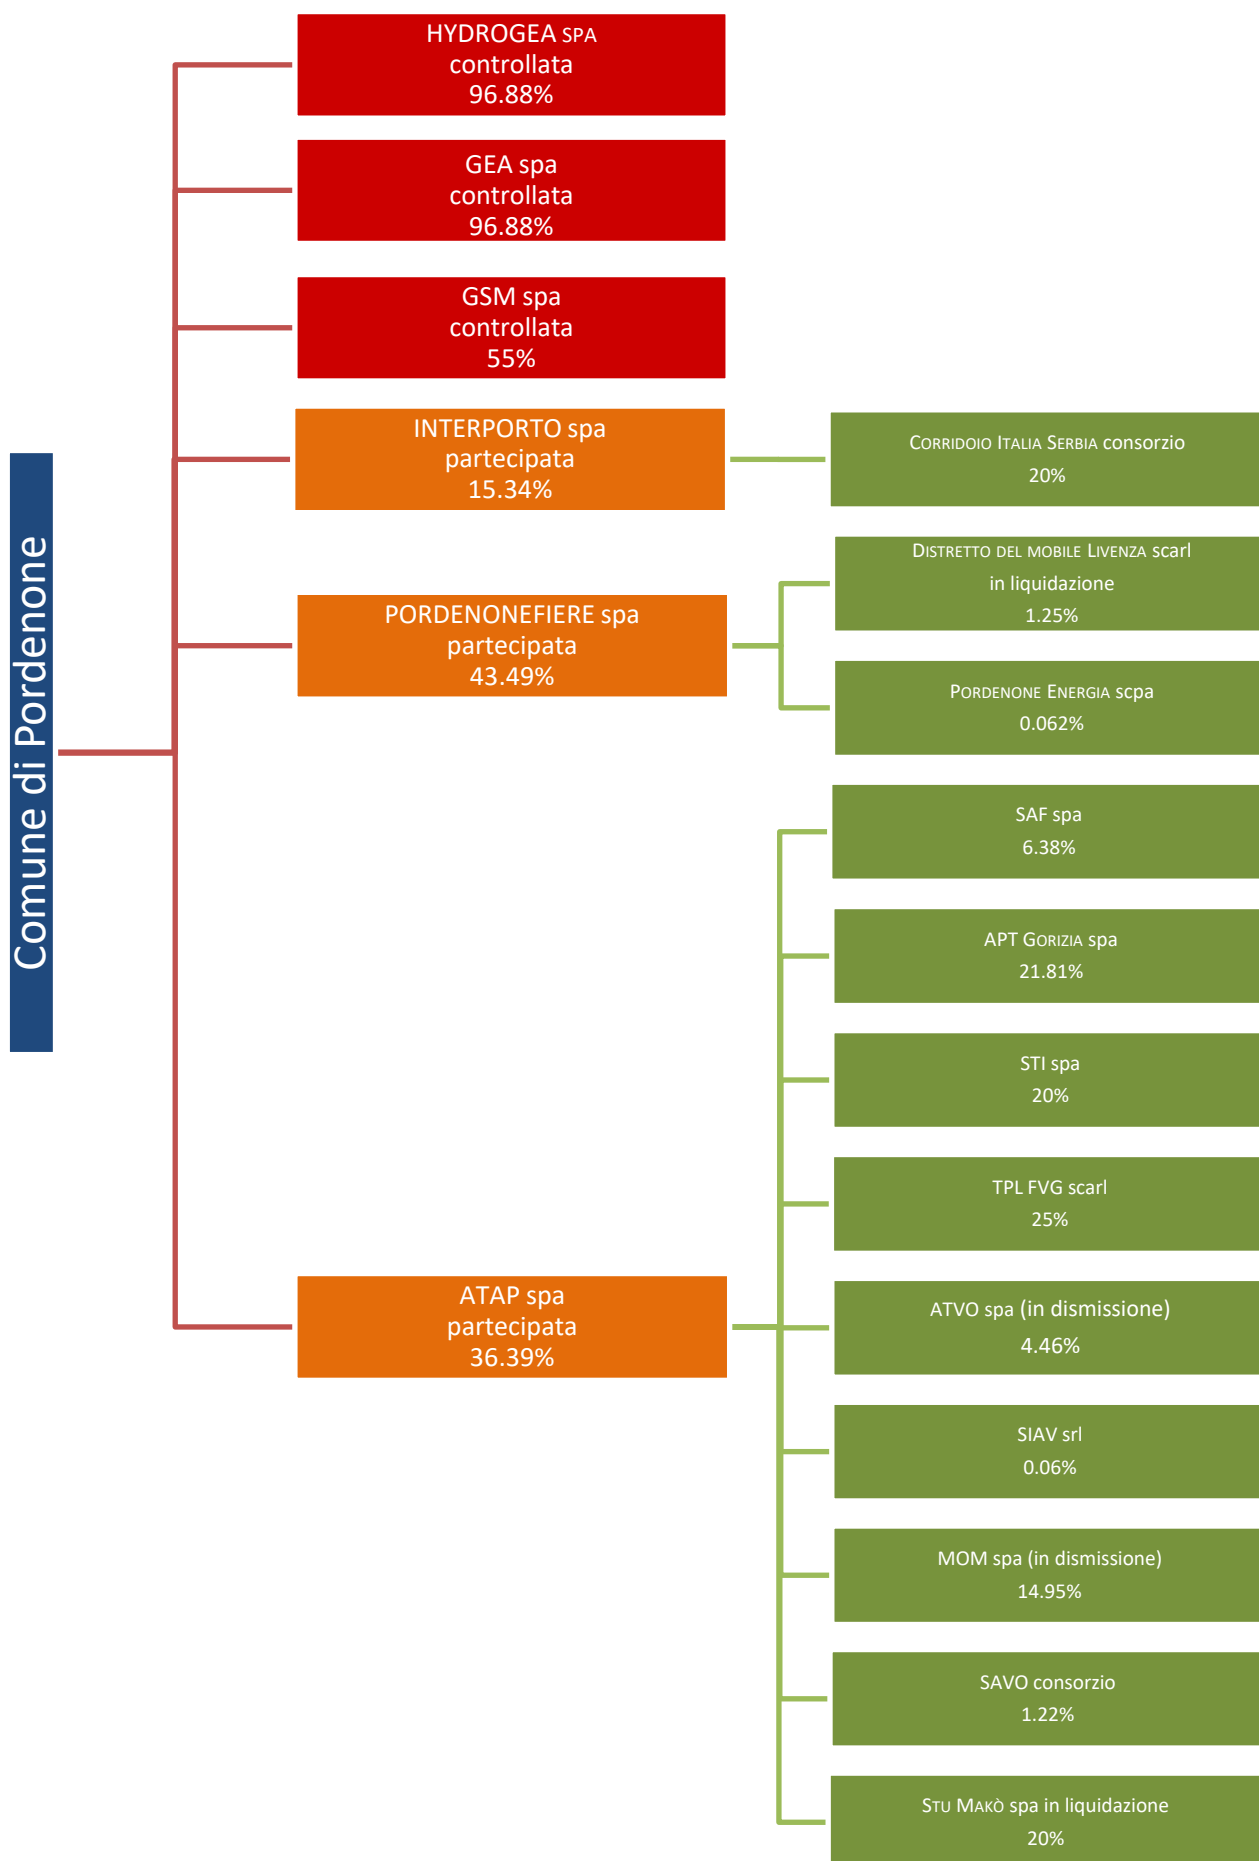 Comune di Pordenone
HYDROGEA SPA
controllata
96.88%
GEA spa
controllata
96.88%
GSM spa
controllata
55%
INTERPORTO spa
partecipata
15.34%
CORRIDOIO ITALIA SERBIA consorzio
20%
PORDENONEFIERE spa
partecipata
43.49%
DISTRETTO DEL MOBILE LIVENZA scarl
in liquidazione
1.25%
PORDENONE ENERGIA scpa
0.062%
ATAP spa
partecipata
36.39%
SAF spa
6.38%
APT GORIZIA spa
21.81%
STI spa
20%
TPL FVG scarl
25%
ATVO spa (in dismissione)
4.46%
SIAV srl
0.06%
MOM spa (in dismissione)
14.95%
SAVO consorzio
1.22%
STU MAKÒ spa in liquidazione
20%